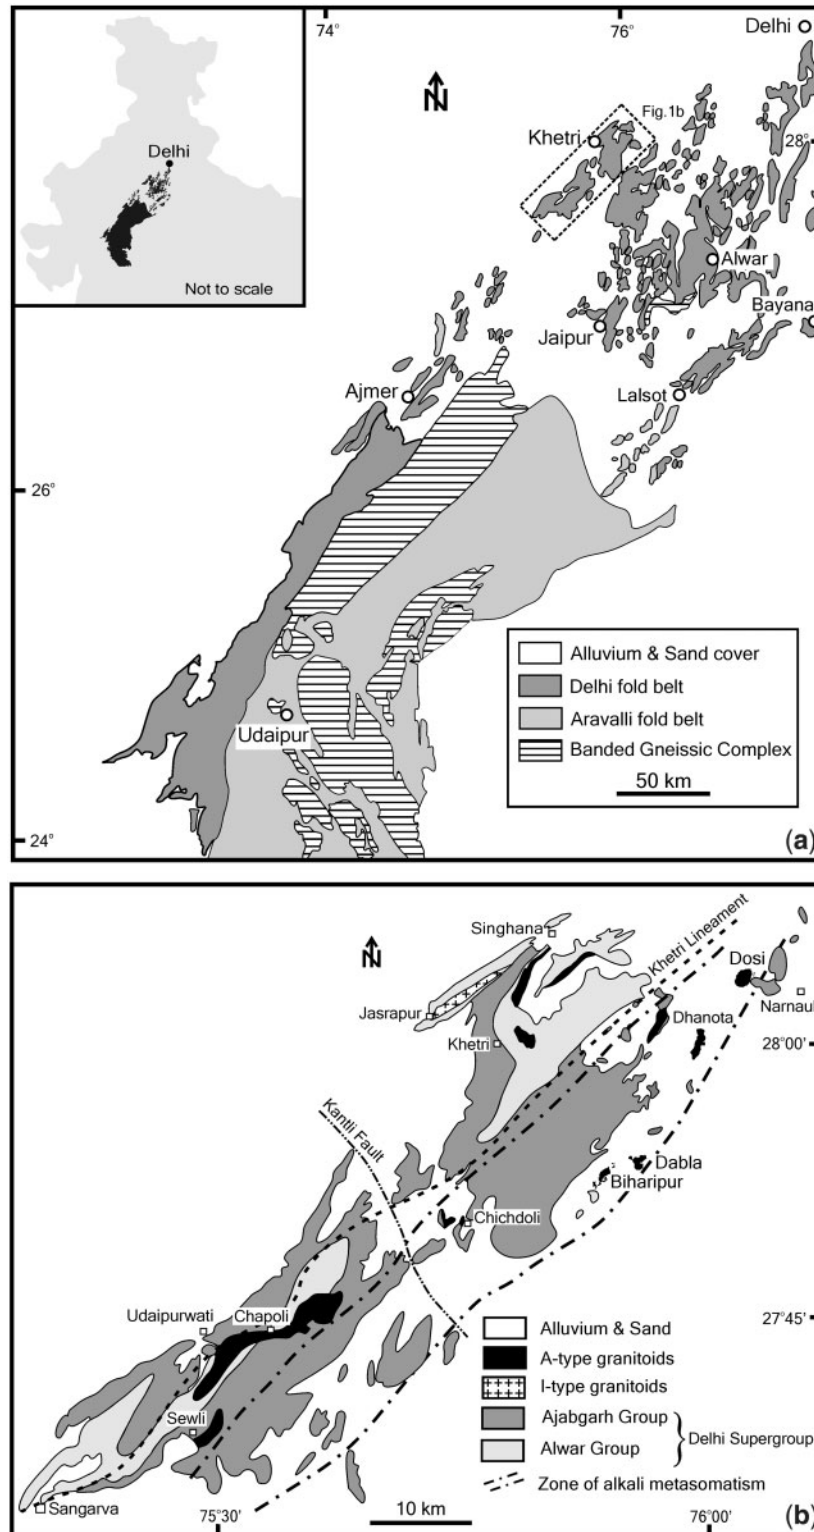 74°
76°
Delhi
N
Fig.1b
Khetri
28°
Delhi
Not to scale
Alwar
Bayana
Jaipur
Ajmer
Lalsot
26°
Alluvium & Sand cover
Delhi fold belt
Aravalli fold belt
Banded Gneissic Complex
50 km
Udaipur
24°
(a)
Singhana
Khetri Lineament
N
Dosi
Jasrapur
Narnaul
Dhanota
Khetri
28°00'
Kantli Fault
Dabla
Biharipur
Chichdoli
Udaipurwati
Chapoli
27°45'
Alluvium & Sand
A-type granitoids
I-type granitoids
Sewli
Ajabgarh Group
Delhi Supergroup
Alwar Group
Zone of alkali metasomatism
Sangarva
75°30'
10 km
76°00'
(b)